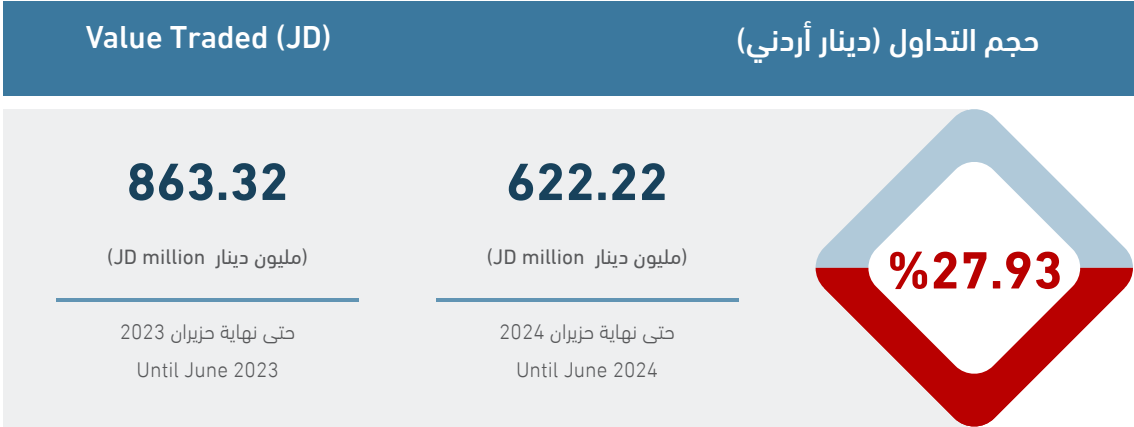 Value Traded (JD)
حجم التداول (دينار أردني)
863.32
(مليون دينار JD million)
حتى نهاية حزيران 2023
Until June 2023
622.22
(مليون دينار JD million)
حتى نهاية حزيران 2024
Until June 2024
%27.93